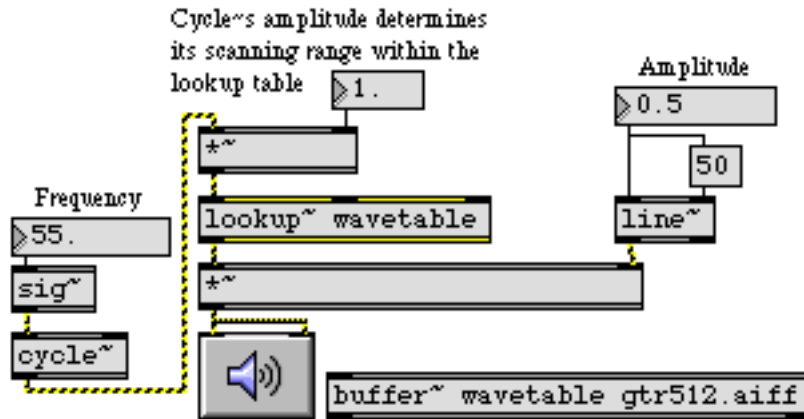 Cycle~s amplitude determines
its scanning range within the
lookup table
1.
Amplitude
0.5
*~
50
Frequency
lookup~ wavetable
line~
55.
*~
sig~
cycle~
buffer~ wavetable gtr512.aiff